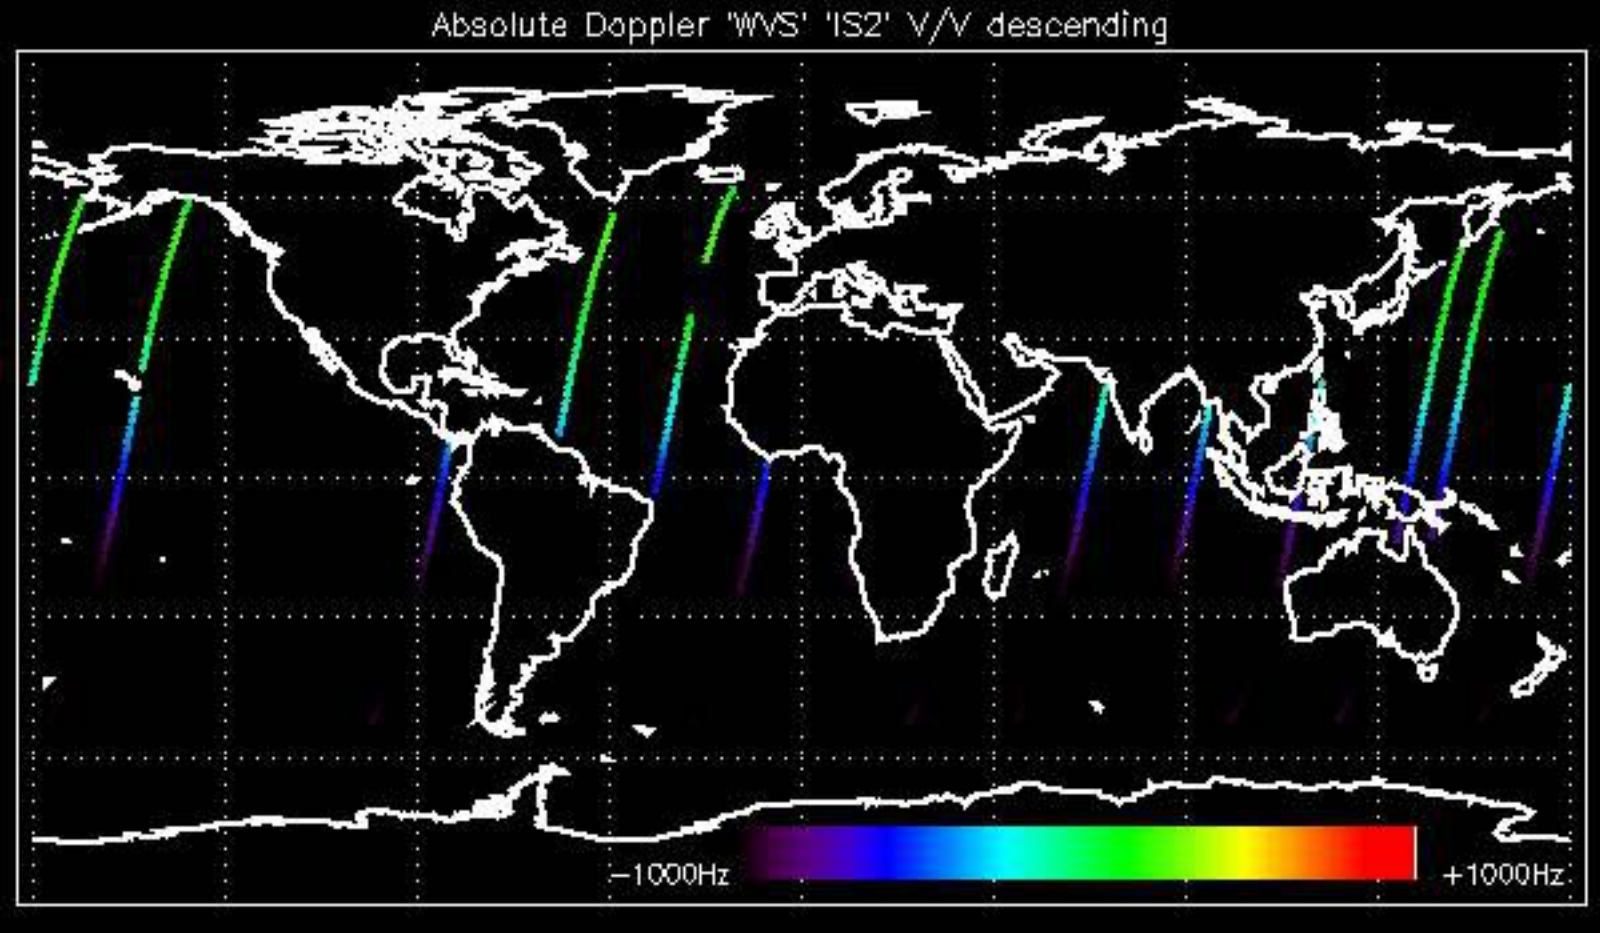 Absolute Doppler 'WVS' 'IS2' V/V descending
−1000Hz
+1000Hz